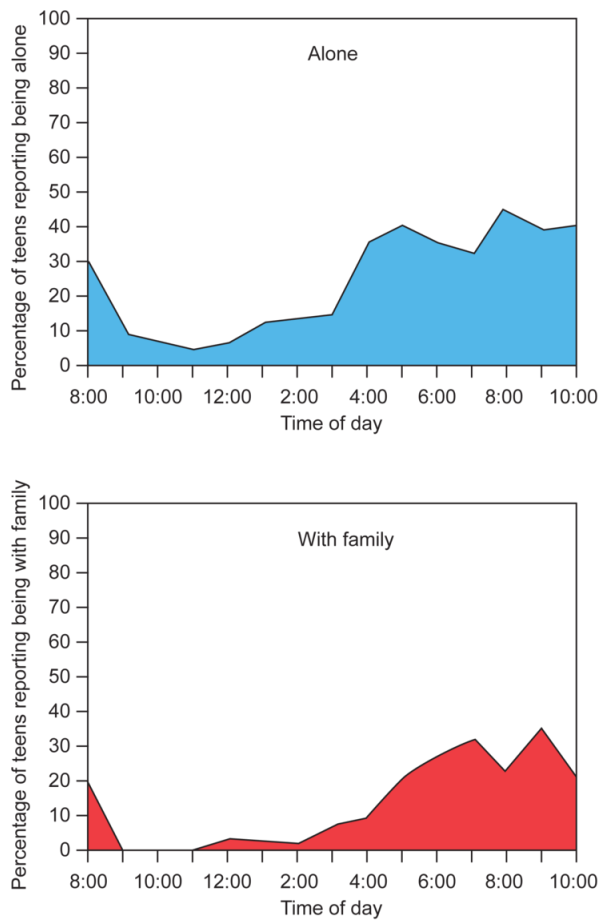 Percentage of teens reporting being alone
100
90
80
70
60
50
40
30
20
10
0
Alone
8:00 10:00 12:00 2:00 4:00 6:00 8:00 10:00
Time of day
Percentage of teens reporting being with family
100
90
80
70
60
50
40
30
20
10
0
With family
8:00 10:00 12:00 2:00 4:00 6:00 8:00 10:00
Time of day